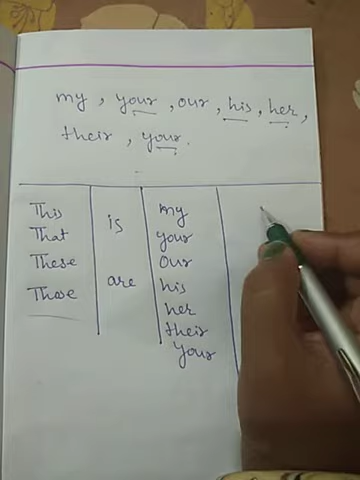 my, your, our, his, her,
their, your.
This is my
That your
These are our
Those his
her
their
your